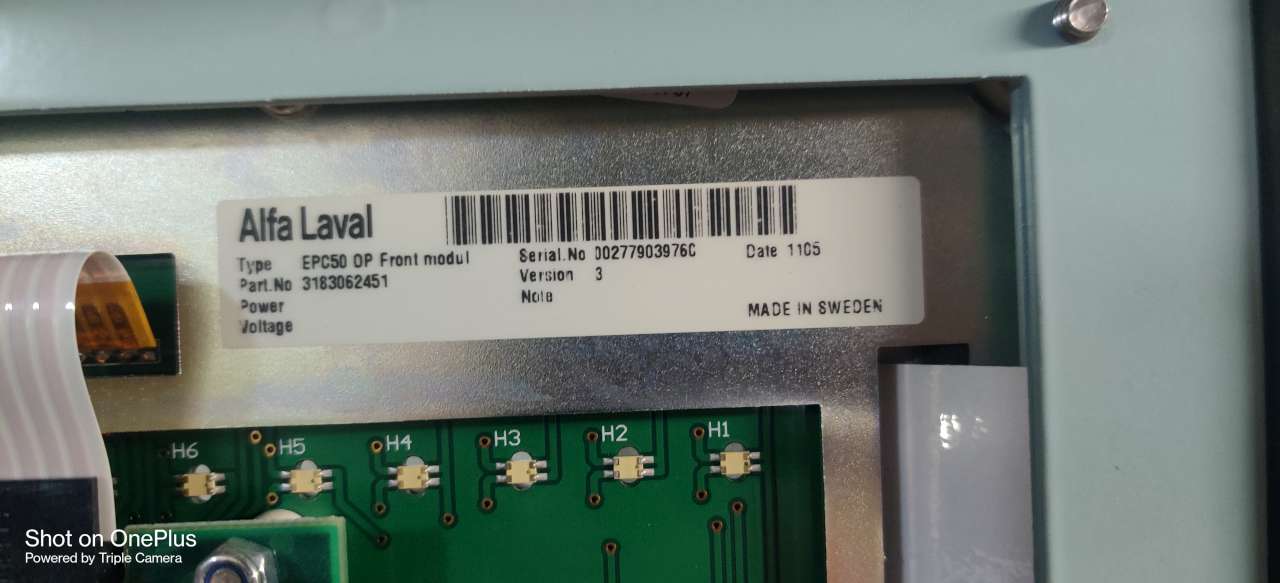 Alfa Laval
Type EPC50 OP Front modul
Part.No 3183062451
Power
Voltage
Serial.No 002779039760
Version 3
Note
Date 1105
MADE IN SWEDEN
H6 H5 H4 H3 H2 H1
Shot on OnePlus
Powered by Triple Camera